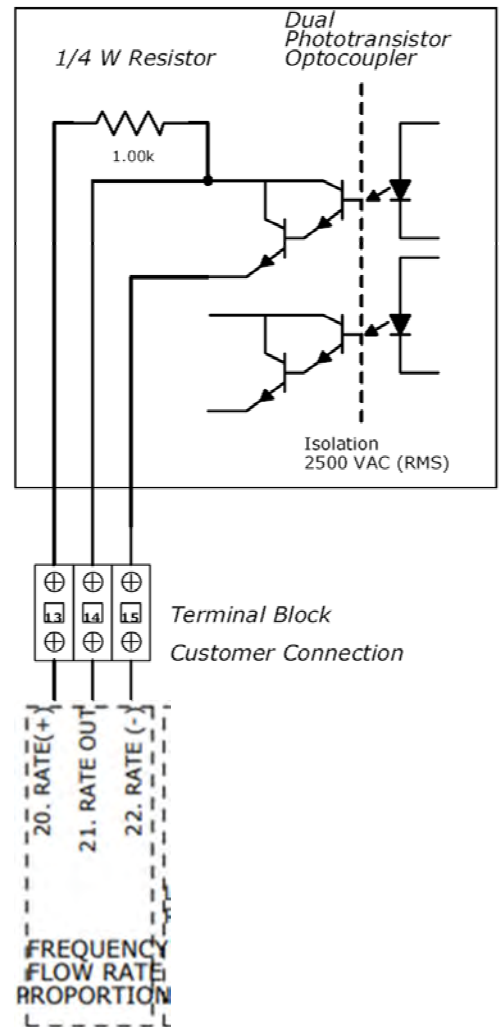 Dual
Phototransistor
Optocoupler
1/4 W Resistor
1.00k
Isolation
2500 VAC (RMS)
13 14 15
Terminal Block
Customer Connection
20. RATE(+)
21. RATE OUT
22. RATE (-)
FREQUENCY
FLOW RATE
PROPORTION